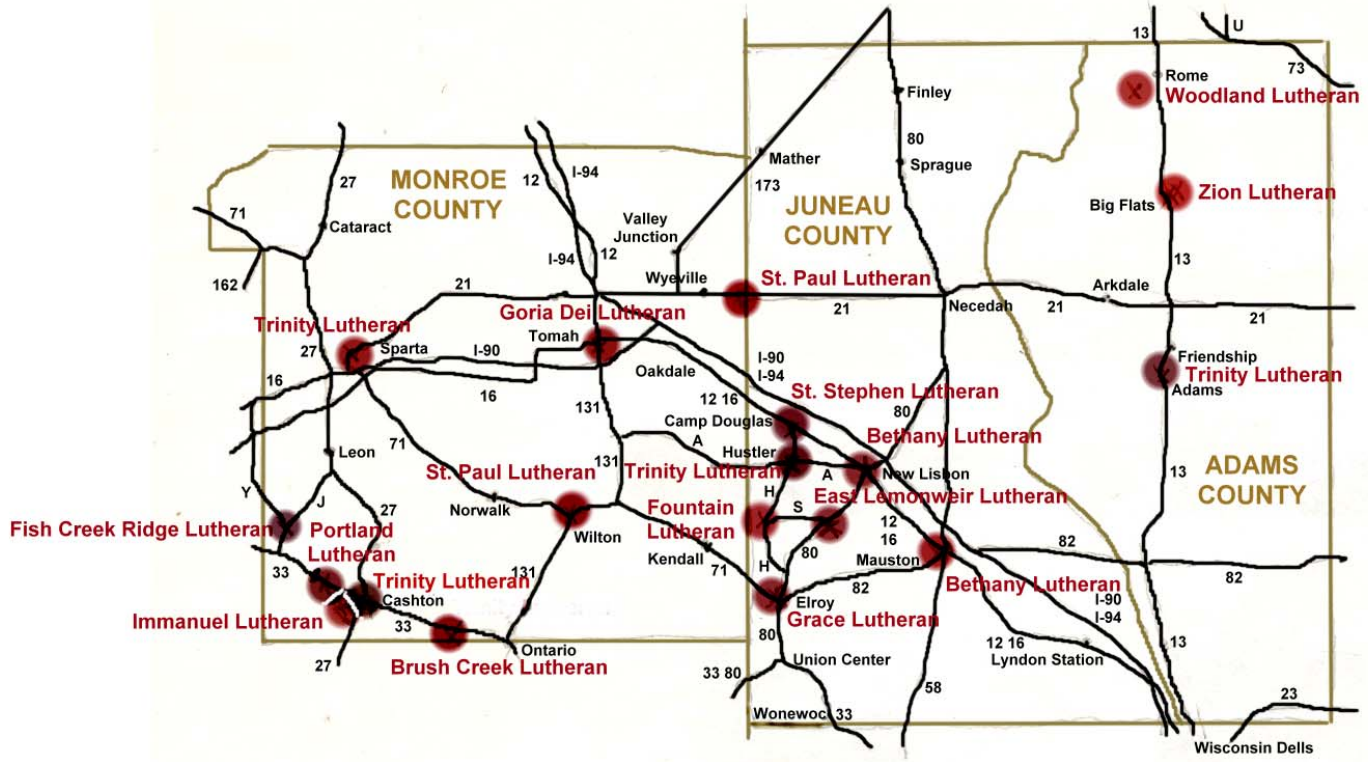 13
U
73
Rome
Woodland Lutheran
Finley
80
Sprague
Mather
173
I-94
12
27
MONROE
COUNTY
JUNEAU
COUNTY
Zion Lutheran
Big Flats
71
Cataract
Valley
Junction
I-94
12
13
162
Wyeville
St. Paul Lutheran
21
21
Necedah
21
Arkdale
21
Goria Dei Lutheran
Trinity Lutheran
Tomah
Sparta
27
I-90
16
16
Oakdale
I-90
I-94
12 16
Friendship
Trinity Lutheran
Adams
St. Stephen Lutheran
131
Camp Douglas
80
A
Bethany Lutheran
71
Leon
131
Hustler
Trinity Lutheran
A
New Lisbon
St. Paul Lutheran
ADAMS
COUNTY
13
Y
J
27
Norwalk
Wilton
H
S
East Lemonweir Lutheran
Fountain
Lutheran
Fish Creek Ridge Lutheran
Portland
Lutheran
12
16
80
Mauston
Kendall
71
H
82
82
82
33
131
Trinity Lutheran
Cashton
Bethany Lutheran
Elroy
Grace Lutheran
I-90
I-94
Immanuel Lutheran
33
80
12 16
13
Ontario
Brush Creek Lutheran
27
Union Center
Lyndon Station
33 80
58
23
Wonewoc
33
Wisconsin Dells